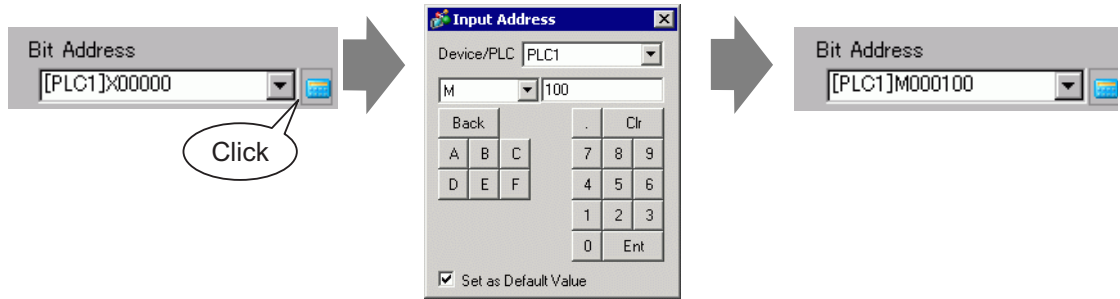 Bit Address
[PLC1]X00000
Click
Input Address
Device/PLC PLC1
M 100
Back . Clr
A B C 7 8 9
D E F 4 5 6
1 2 3
0 Ent
Set as Default Value
Bit Address
[PLC1]M000100